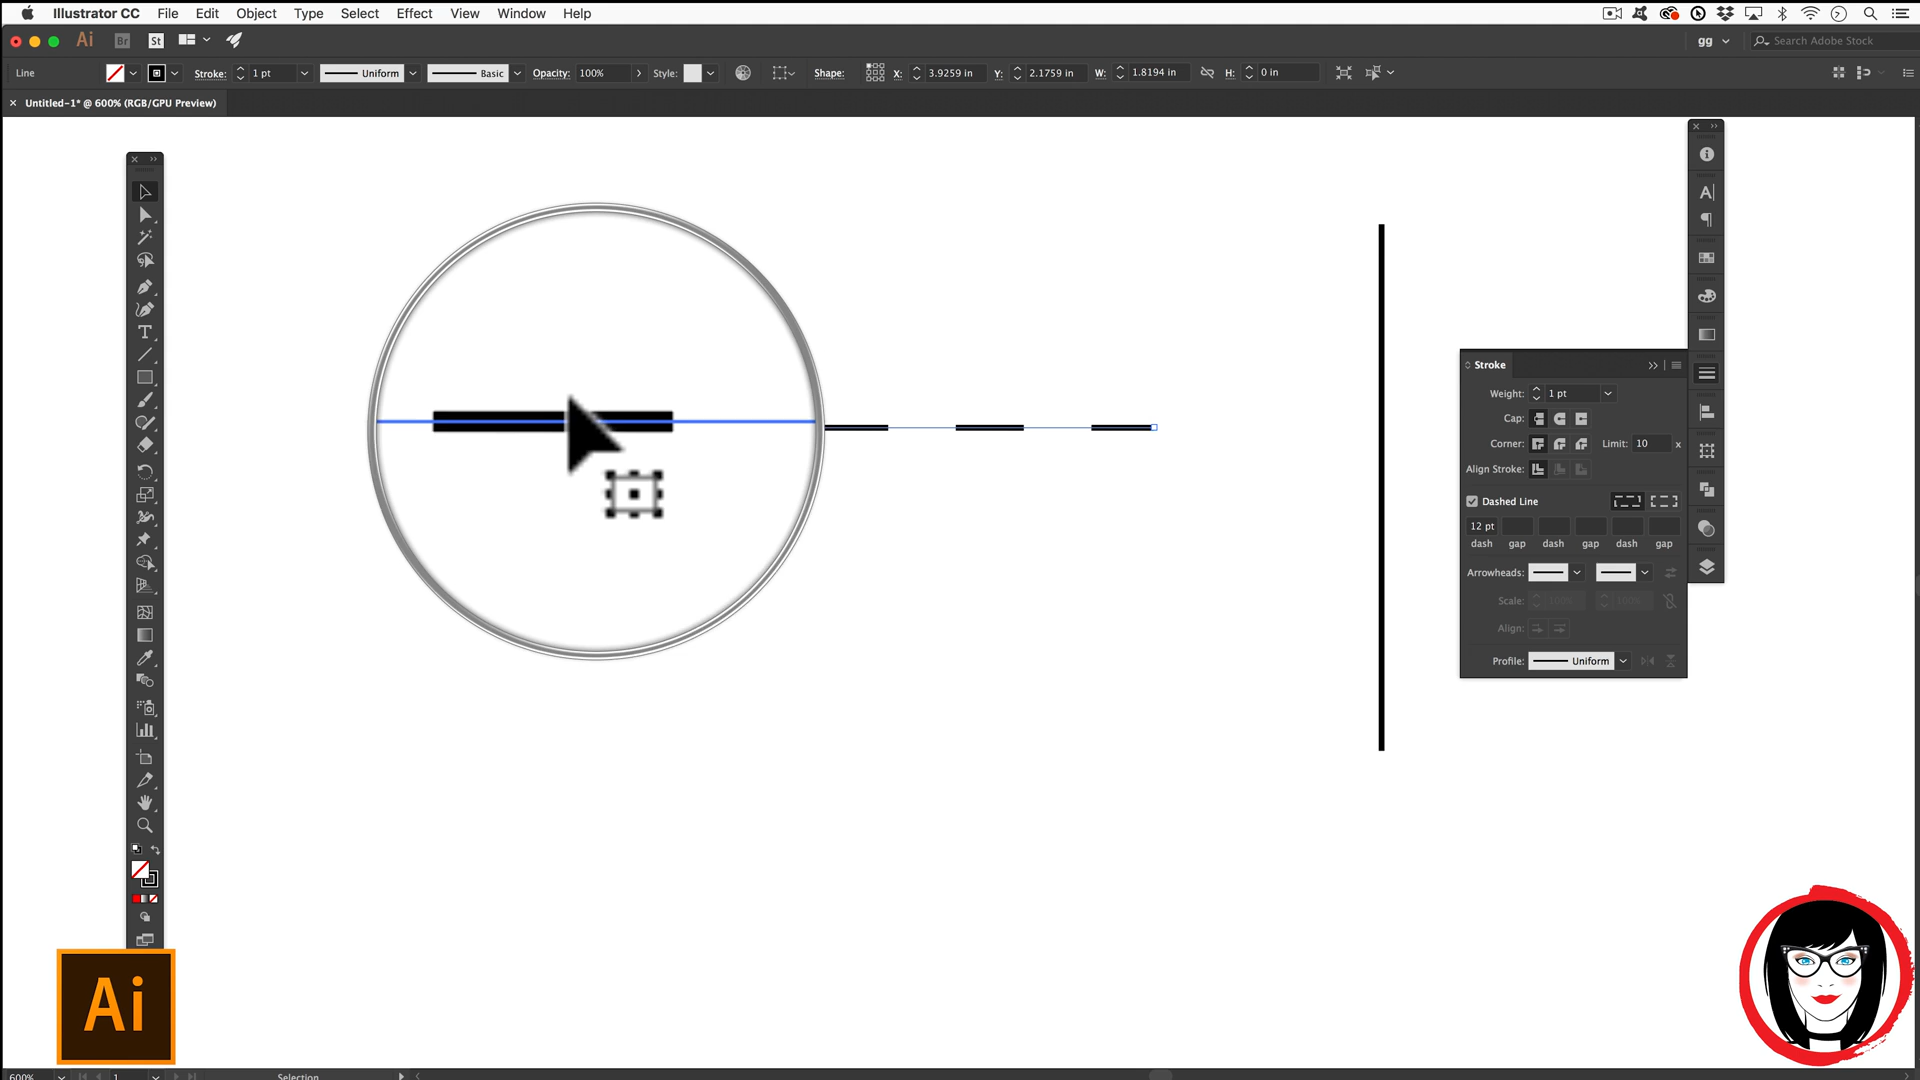 Illustrator CC File Edit Object Type Select Effect View Window Help
Ai Br St gg Search Adobe Stock
Line Stroke: 1 pt Uniform Basic Opacity: 100% Style: Shape: X: 3.9259 in Y: 2.1759 in W: 1.8194 in H: 0 in
× Untitled-1* @ 600% (RGB/GPU Preview)
Stroke
Weight: 1 pt
Cap:
Corner: Limit: 10 x
Align Stroke:
Dashed Line
12 pt
dash gap dash gap dash gap
Arrowheads:
Scale: 100% 100%
Align:
Profile: Uniform
Ai
600% 1 Selection